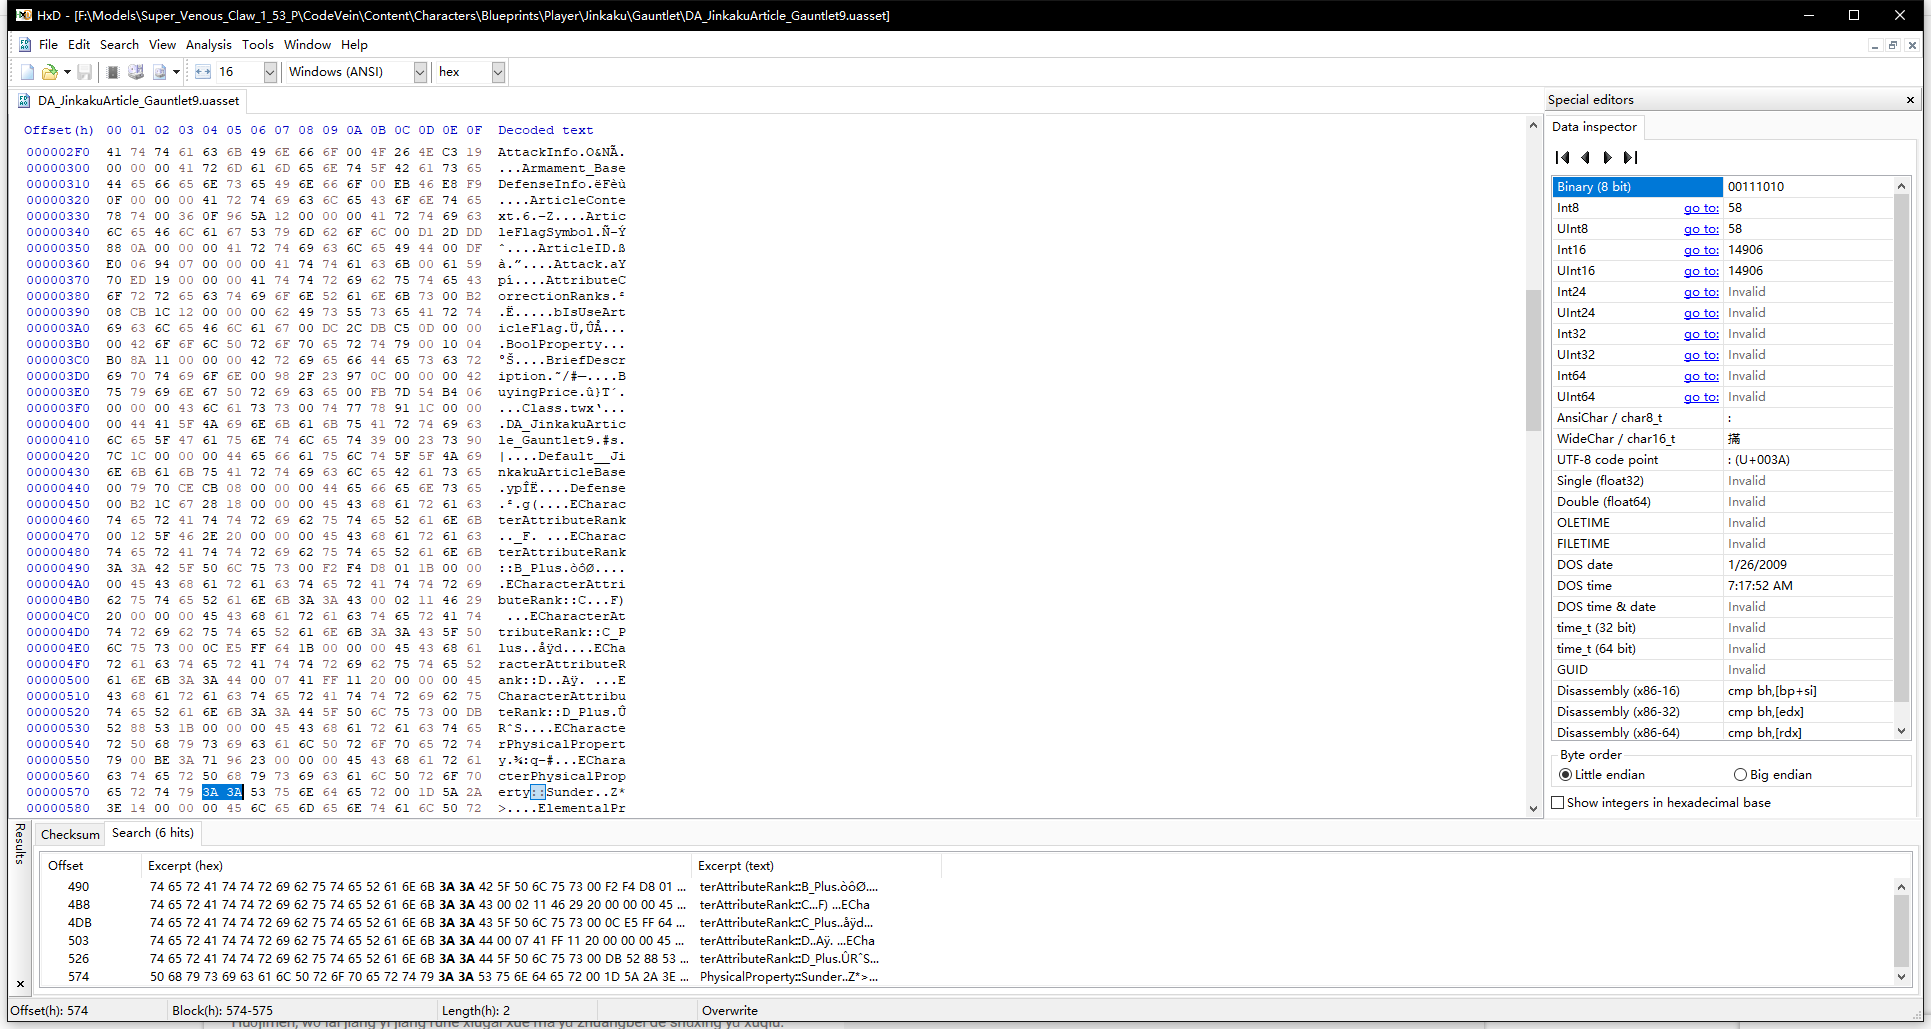 HxD - [F:\Models\Super_Venous_Claw_1_53_P\CodeVein\Content\Characters\Blueprints\Player\Jinkaku\Gauntlet\DA_JinkakuArticle_Gauntlet9.uasset]
File Edit Search View Analysis Tools Window Help
16 Windows (ANSI) hex
DA_JinkakuArticle_Gauntlet9.uasset
Offset(h) 00 01 02 03 04 05 06 07 08 09 0A 0B 0C 0D 0E 0F Decoded text
000002F0 41 74 74 61 63 6B 49 6E 66 6F 00 4F 26 4E C3 19 AttackInfo.O&NÃ.
00000300 00 00 00 41 72 6D 61 6D 65 6E 74 5F 42 61 73 65 ...Armament_Base
00000310 44 65 66 65 6E 73 65 49 6E 66 6F 00 EB 46 E8 F9 DefenseInfo.ëFèù
00000320 0F 00 00 00 41 72 74 69 63 6C 65 43 6F 6E 74 65 ....ArticleConte
00000330 78 74 00 36 0F 96 5A 12 00 00 00 41 72 74 69 63 xt.6.–Z....Artic
00000340 6C 65 46 6C 61 67 53 79 6D 62 6F 6C 00 D1 2D DD leFlagSymbol.Ñ-Ý
00000350 88 0A 00 00 00 41 72 74 69 63 6C 65 49 44 00 DF ˆ....ArticleID.ß
00000360 E0 06 94 07 00 00 00 41 74 74 61 63 6B 00 61 59 à.”....Attack.aY
00000370 70 ED 19 00 00 00 41 74 74 72 69 62 75 74 65 43 pí....AttributeC
00000380 6F 72 72 65 63 74 69 6F 6E 52 61 6E 6B 73 00 B2 orrectionRanks.²
00000390 08 CB 1C 12 00 00 00 62 49 73 55 73 65 41 72 74 .Ë.....bIsUseArt
000003A0 69 63 6C 65 46 6C 61 67 00 DC 2C DB C5 0D 00 00 icleFlag.Ü,ÛÅ...
000003B0 00 42 6F 6F 6C 50 72 6F 70 65 72 74 79 00 10 04 .BoolProperty...
000003C0 B0 8A 11 00 00 00 42 72 69 65 66 44 65 73 63 72 °Š....BriefDescr
000003D0 69 70 74 69 6F 6E 00 98 2F 23 97 0C 00 00 00 42 iption.˜/#—....B
000003E0 75 79 69 6E 67 50 72 69 63 65 00 FB 7D 54 B4 06 uyingPrice.û}T´.
000003F0 00 00 00 43 6C 61 73 73 00 74 77 78 91 1C 00 00 ...Class.twx‘...
00000400 00 44 41 5F 4A 69 6E 6B 61 6B 75 41 72 74 69 63 .DA_JinkakuArtic
00000410 6C 65 5F 47 61 75 6E 74 6C 65 74 39 00 23 73 90 le_Gauntlet9.#s.
00000420 7C 1C 00 00 00 44 65 66 61 75 6C 74 5F 5F 4A 69 |....Default__Ji
00000430 6E 6B 61 6B 75 41 72 74 69 63 6C 65 42 61 73 65 nkakuArticleBase
00000440 00 79 70 CE CB 08 00 00 00 44 65 66 65 6E 73 65 .ypÎË....Defense
00000450 00 B2 1C 67 28 18 00 00 00 45 43 68 61 72 61 63 .².g(....ECharac
00000460 74 65 72 41 74 74 72 69 62 75 74 65 52 61 6E 6B terAttributeRank
00000470 00 12 5F 46 2E 20 00 00 00 45 43 68 61 72 61 63 .._F. ...ECharac
00000480 74 65 72 41 74 74 72 69 62 75 74 65 52 61 6E 6B terAttributeRank
00000490 3A 3A 42 5F 50 6C 75 73 00 F2 F4 D8 01 1B 00 00 ::B_Plus.òôØ....
000004A0 00 45 43 68 61 72 61 63 74 65 72 41 74 74 72 69 .ECharacterAttri
000004B0 62 75 74 65 52 61 6E 6B 3A 3A 43 00 02 11 46 29 buteRank::C...F)
000004C0 20 00 00 00 45 43 68 61 72 61 63 74 65 72 41 74 ...ECharacterAt
000004D0 74 72 69 62 75 74 65 52 61 6E 6B 3A 3A 43 5F 50 tributeRank::C_P
000004E0 6C 75 73 00 0C E5 FF 64 1B 00 00 00 45 43 68 61 lus..åÿd....ECha
000004F0 72 61 63 74 65 72 41 74 74 72 69 62 75 74 65 52 racterAttributeR
00000500 61 6E 6B 3A 3A 44 00 07 41 FF 11 20 00 00 00 45 ank::D..Aÿ. ...E
00000510 43 68 61 72 61 63 74 65 72 41 74 74 72 69 62 75 CharacterAttribu
00000520 74 65 52 61 6E 6B 3A 3A 44 5F 50 6C 75 73 00 DB teRank::D_Plus.Û
00000530 52 88 53 1B 00 00 00 45 43 68 61 72 61 63 74 65 RˆS....ECharacte
00000540 72 50 68 79 73 69 63 61 6C 50 72 6F 70 65 72 74 rPhysicalPropert
00000550 79 00 BE 3A 71 96 23 00 00 00 45 43 68 61 72 61 y.¾:q–#...EChara
00000560 63 74 65 72 50 68 79 73 69 63 61 6C 50 72 6F 70 cterPhysicalProp
00000570 65 72 74 79 3A 3A 53 75 6E 64 65 72 00 1D 5A 2A erty::Sunder..Z*
00000580 3E 14 00 00 00 45 6C 65 6D 65 6E 74 61 6C 50 72 >....ElementalPr
Special editors
Data inspector
Binary (8 bit) 00111010
Int8 go to: 58
UInt8 go to: 58
Int16 go to: 14906
UInt16 go to: 14906
Int24 go to: Invalid
UInt24 go to: Invalid
Int32 go to: Invalid
UInt32 go to: Invalid
Int64 go to: Invalid
UInt64 go to: Invalid
AnsiChar / char8_t :
WideChar / char16_t 㨺
UTF-8 code point : (U+003A)
Single (float32) Invalid
Double (float64) Invalid
OLETIME Invalid
FILETIME Invalid
DOS date 1/26/2009
DOS time 7:17:52 AM
DOS time & date Invalid
time_t (32 bit) Invalid
time_t (64 bit) Invalid
GUID Invalid
Disassembly (x86-16) cmp bh,[bp+si]
Disassembly (x86-32) cmp bh,[edx]
Disassembly (x86-64) cmp bh,[rdx]
Byte order
Little endian Big endian
Show integers in hexadecimal base
Results
Checksum Search (6 hits)
Offset Excerpt (hex) Excerpt (text)
490 74 65 72 41 74 74 72 69 62 75 74 65 52 61 6E 6B 3A 3A 42 5F 50 6C 75 73 00 F2 F4 D8 01 ... terAttributeRank::B_Plus.òôØ....
4B8 74 65 72 41 74 74 72 69 62 75 74 65 52 61 6E 6B 3A 3A 43 00 02 11 46 29 20 00 00 00 45 ... terAttributeRank::C...F) ...ECha
4DB 74 65 72 41 74 74 72 69 62 75 74 65 52 61 6E 6B 3A 3A 43 5F 50 6C 75 73 00 0C E5 FF 64 ... terAttributeRank::C_Plus..åÿd...
503 74 65 72 41 74 74 72 69 62 75 74 65 52 61 6E 6B 3A 3A 44 00 07 41 FF 11 20 00 00 00 45 ... terAttributeRank::D..Aÿ. ...ECha
526 74 65 72 41 74 74 72 69 62 75 74 65 52 61 6E 6B 3A 3A 44 5F 50 6C 75 73 00 DB 52 88 53 ... terAttributeRank::D_Plus.ÛRˆS...
574 50 68 79 73 69 63 61 6C 50 72 6F 70 65 72 74 79 3A 3A 53 75 6E 64 65 72 00 1D 5A 2A 3E ... PhysicalProperty::Sunder..Z*>...
Offset(h): 574 Block(h): 574-575 Length(h): 2 Overwrite